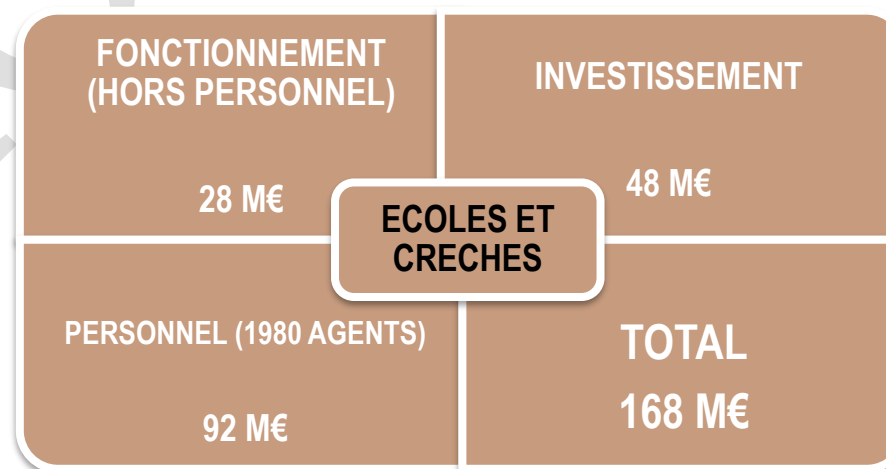 FONCTIONNEMENT
(HORS PERSONNEL)
28 M€
INVESTISSEMENT
48 M€
ECOLES ET
CRECHES
PERSONNEL (1980 AGENTS)
92 M€
TOTAL
168 M€